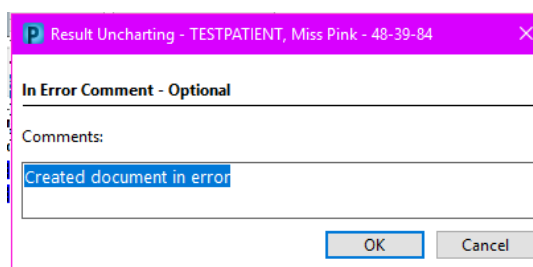 P Result Uncharting - TESTPATIENT, Miss Pink - 48-39-84
In Error Comment - Optional
Comments:
Created document in error
OK Cancel